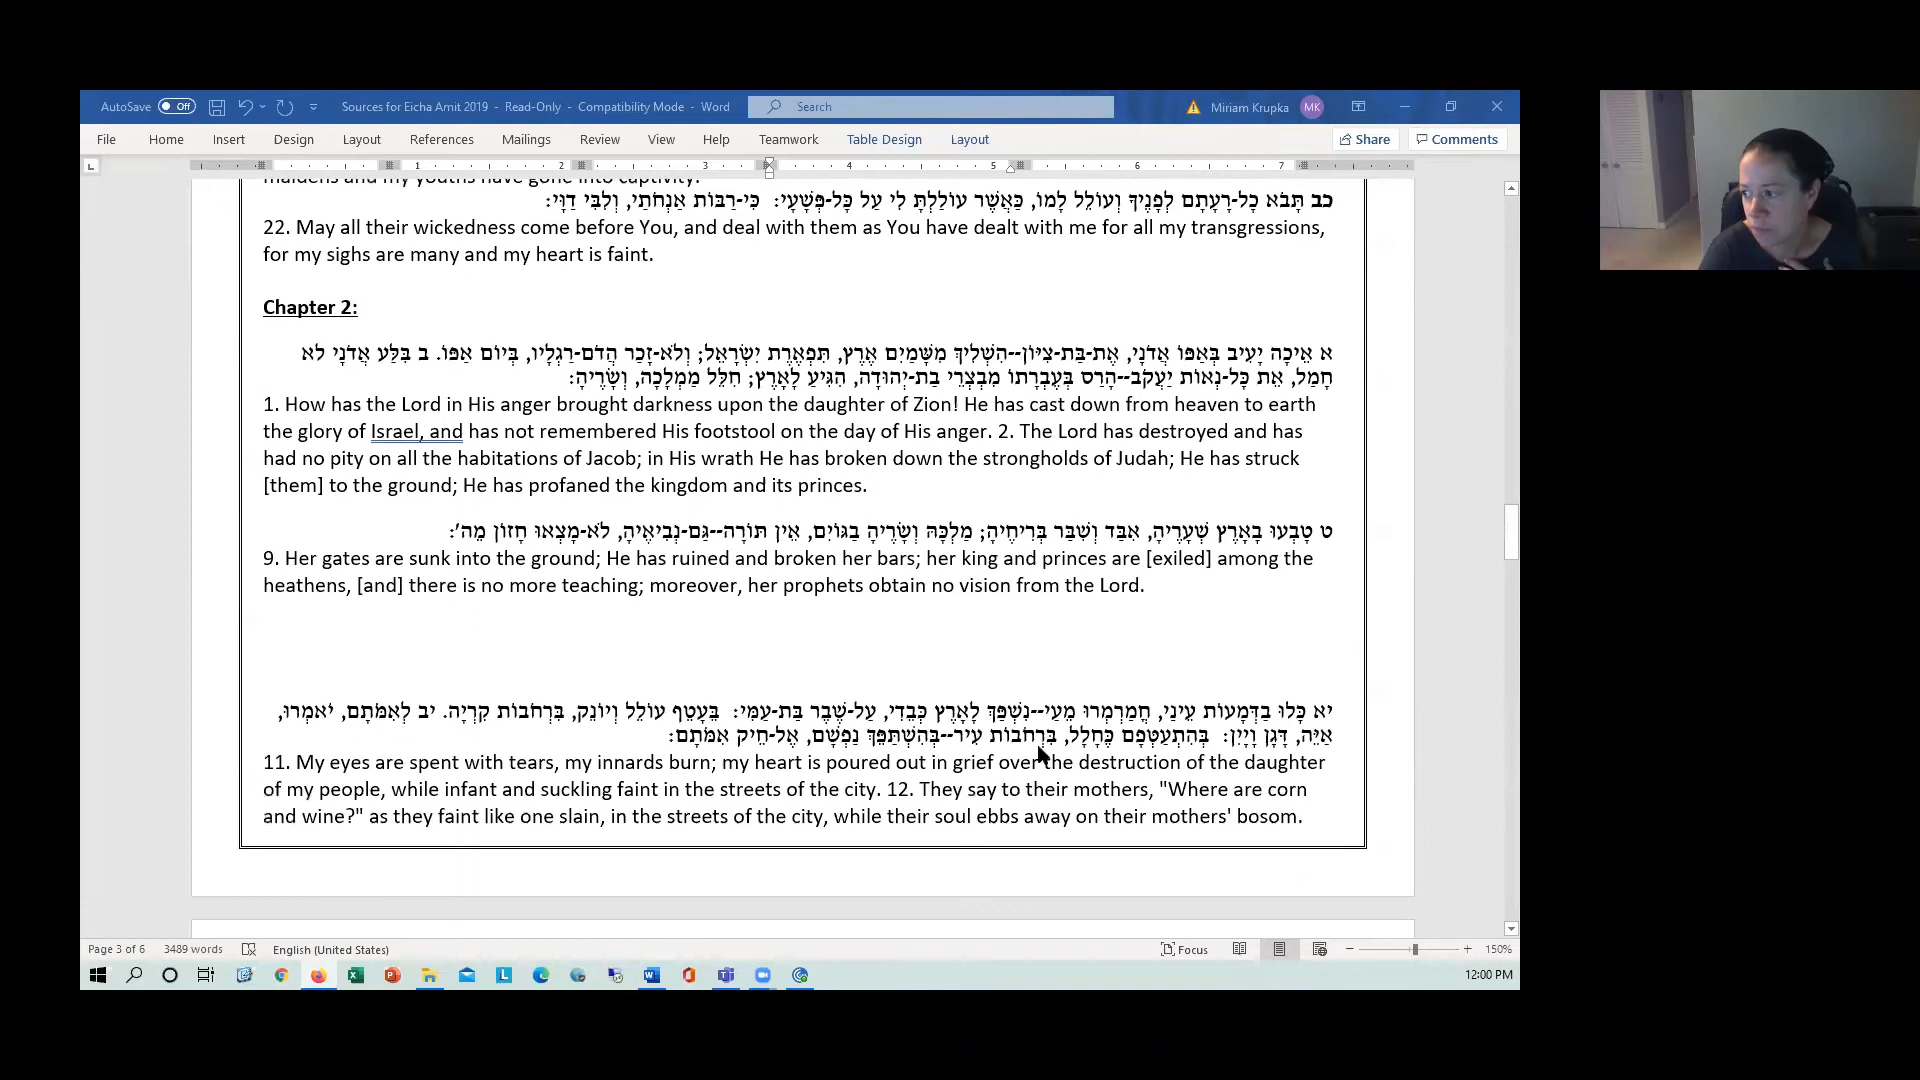 AutoSave Off Sources for Eicha Amit 2019 - Read-Only - Compatibility Mode - Word Search Miriam Krupka MK
File Home Insert Design Layout References Mailings Review View Help Teamwork Table Design Layout Share Comments
1 2 3 4 5 6 7
maidens and my youths have gone into captivity.
כב תָּבֹא כָל-רָעָתָם לְפָנֶיךָ וְעוֹלֵל לָמוֹ, כַּאֲשֶׁר עוֹלַלְתָּ לִי עַל כָּל-פְּשָׁעָי: כִּי-רַבּוֹת אַנְחֹתַי, וְלִבִּי דַוָּי:
22. May all their wickedness come before You, and deal with them as You have dealt with me for all my transgressions,
for my sighs are many and my heart is faint.
Chapter 2:
א אֵיכָה יָעִיב בְּאַפּוֹ אֲדֹנָי, אֶת-בַּת-צִיּוֹן--הִשְׁלִיךְ מִשָּׁמַיִם אֶרֶץ, תִּפְאֶרֶת יִשְׂרָאֵל; וְלֹא-זָכַר הֲדֹם-רַגְלָיו, בְּיוֹם אַפּוֹ. ב בִּלַּע אֲדֹנָי לֹא
חָמַל, אֵת כָּל-נְאוֹת יַעֲקֹב--הָרַס בְּעֶבְרָתוֹ מִבְצְרֵי בַת-יְהוּדָה, הִגִּיעַ לָאָרֶץ; חִלֵּל מַמְלָכָה, וְשָׂרֶיהָ:
1. How has the Lord in His anger brought darkness upon the daughter of Zion! He has cast down from heaven to earth
the glory of Israel, and has not remembered His footstool on the day of His anger. 2. The Lord has destroyed and has
had no pity on all the habitations of Jacob; in His wrath He has broken down the strongholds of Judah; He has struck
[them] to the ground; He has profaned the kingdom and its princes.
ט טָבְעוּ בָאָרֶץ שְׁעָרֶיהָ, אִבַּד וְשִׁבַּר בְּרִיחֶיהָ; מַלְכָּהּ וְשָׂרֶיהָ בַגּוֹיִם, אֵין תּוֹרָה--גַּם-נְבִיאֶיהָ, לֹא-מָצְאוּ חָזוֹן מֵה':
9. Her gates are sunk into the ground; He has ruined and broken her bars; her king and princes are [exiled] among the
heathens, [and] there is no more teaching; moreover, her prophets obtain no vision from the Lord.
יא כָּלוּ בַדְּמָעוֹת עֵינַי, חֳמַרְמְרוּ מֵעַי--נִשְׁפַּךְ לָאָרֶץ כְּבֵדִי, עַל-שֶׁבֶר בַּת-עַמִּי: בֵּעָטֵף עוֹלֵל וְיוֹנֵק, בִּרְחֹבוֹת קִרְיָה. יב לְאִמֹּתָם, יֹאמְרוּ,
אַיֵּה, דָּגָן וָיָיִן: בְּהִתְעַטְּפָם כֶּחָלָל, בִּרְחֹבוֹת עִיר--בְּהִשְׁתַּפֵּךְ נַפְשָׁם, אֶל-חֵיק אִמֹּתָם:
11. My eyes are spent with tears, my innards burn; my heart is poured out in grief over the destruction of the daughter
of my people, while infant and suckling faint in the streets of the city. 12. They say to their mothers, "Where are corn
and wine?" as they faint like one slain, in the streets of the city, while their soul ebbs away on their mothers' bosom.
Page 3 of 6 3489 words English (United States) Focus 150%
12:00 PM